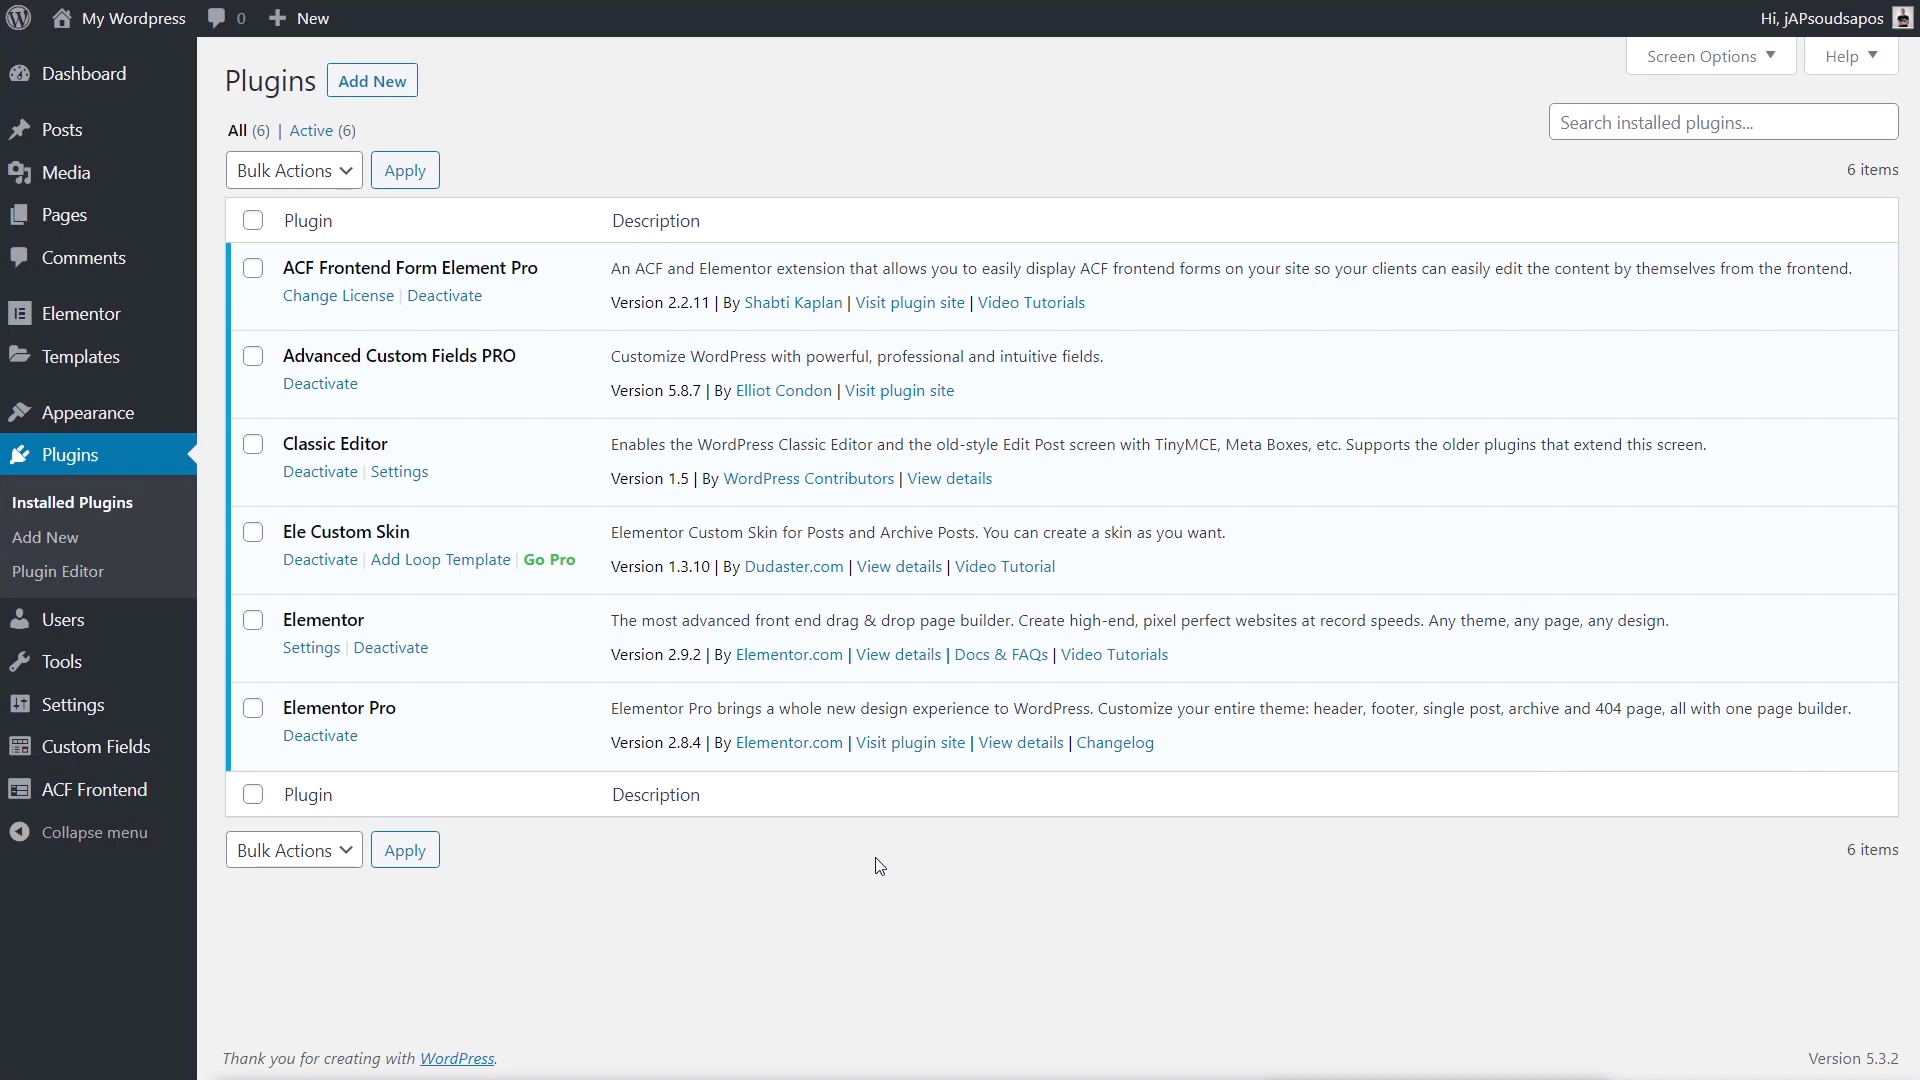 My Wordpress 0 New Hi, jAPsoudsapos
Dashboard
Posts
Media
Pages
Comments
Elementor
Templates
Appearance
Plugins
Installed Plugins
Add New
Plugin Editor
Users
Tools
Settings
Custom Fields
ACF Frontend
Collapse menu
Screen Options Help
Plugins Add New
All (6) | Active (6)
Search installed plugins...
Bulk Actions Apply 6 items
Plugin Description
ACF Frontend Form Element Pro An ACF and Elementor extension that allows you to easily display ACF frontend forms on your site so your clients can easily edit the content by themselves from the frontend.
Change License | Deactivate Version 2.2.11 | By Shabti Kaplan | Visit plugin site | Video Tutorials
Advanced Custom Fields PRO Customize WordPress with powerful, professional and intuitive fields.
Deactivate Version 5.8.7 | By Elliot Condon | Visit plugin site
Classic Editor Enables the WordPress Classic Editor and the old-style Edit Post screen with TinyMCE, Meta Boxes, etc. Supports the older plugins that extend this screen.
Deactivate | Settings Version 1.5 | By WordPress Contributors | View details
Ele Custom Skin Elementor Custom Skin for Posts and Archive Posts. You can create a skin as you want.
Deactivate | Add Loop Template | Go Pro Version 1.3.10 | By Dudaster.com | View details | Video Tutorial
Elementor The most advanced front end drag & drop page builder. Create high-end, pixel perfect websites at record speeds. Any theme, any page, any design.
Settings | Deactivate Version 2.9.2 | By Elementor.com | View details | Docs & FAQs | Video Tutorials
Elementor Pro Elementor Pro brings a whole new design experience to WordPress. Customize your entire theme: header, footer, single post, archive and 404 page, all with one page builder.
Deactivate Version 2.8.4 | By Elementor.com | Visit plugin site | View details | Changelog
Plugin Description
Bulk Actions Apply 6 items
Thank you for creating with WordPress. Version 5.3.2